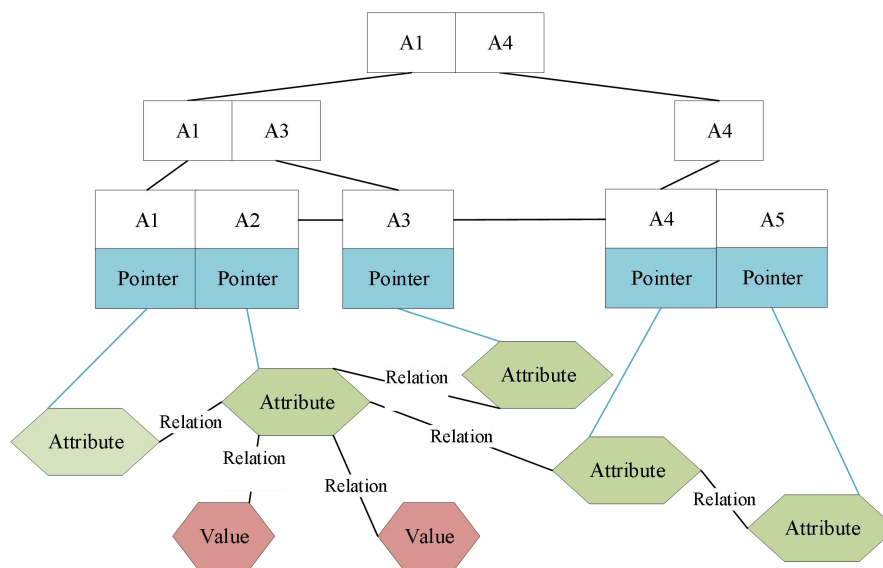 A1 A4
A1 A3 A4
A1 A2 A3 A4 A5
Pointer Pointer Pointer Pointer Pointer
Relation Attribute
Attribute
Relation
Attribute Relation
Relation Attribute
Relation Relation
Value Value Attribute